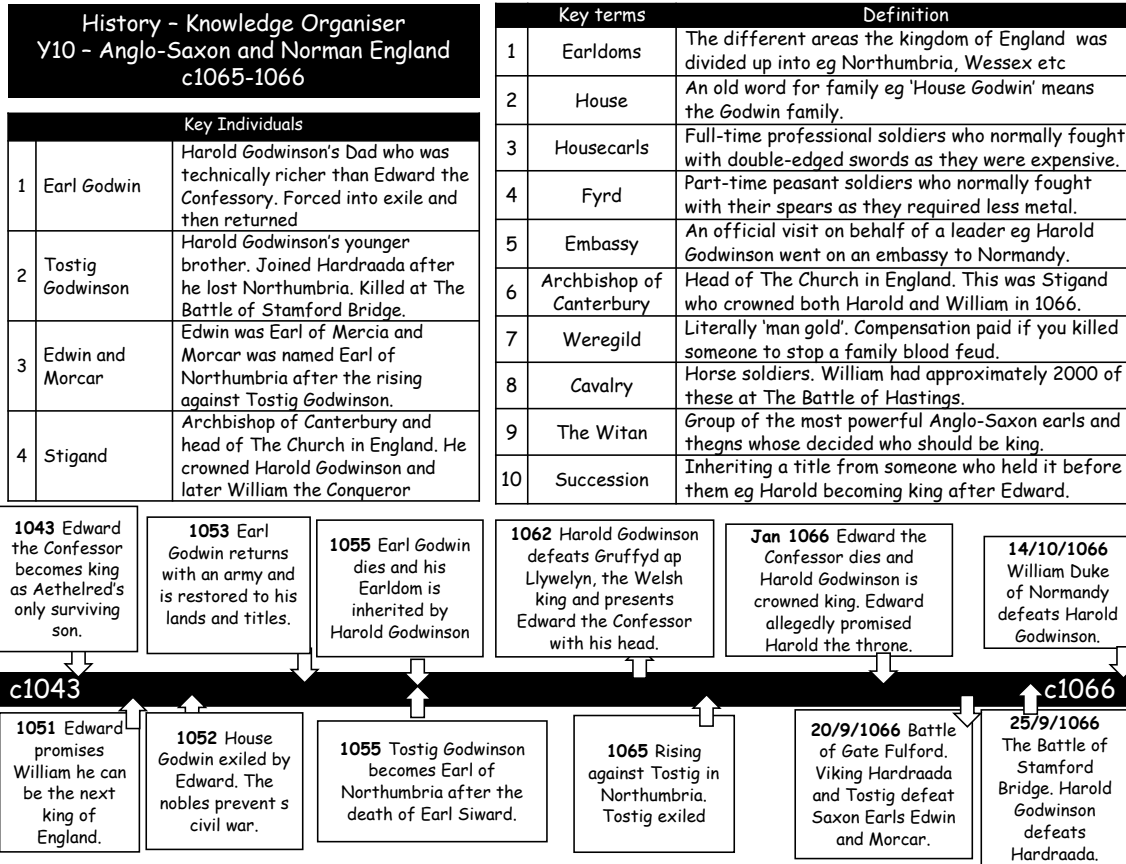 History – Knowledge Organiser
Y10 – Anglo-Saxon and Norman England
c1065-1066
Key Individuals
1
Earl Godwin
Harold Godwinson's Dad who was
technically richer than Edward the
Confessory. Forced into exile and
then returned
2
Tostig
Godwinson
Harold Godwinson's younger
brother. Joined Hardraada after
he lost Northumbria. Killed at The
Battle of Stamford Bridge.
3
Edwin and
Morcar
Edwin was Earl of Mercia and
Morcar was named Earl of
Northumbria after the rising
against Tostig Godwinson.
4
Stigand
Archbishop of Canterbury and
head of The Church in England. He
crowned Harold Godwinson and
later William the Conqueror
Key terms
Definition
1
Earldoms
The different areas the kingdom of England was
divided up into eg Northumbria, Wessex etc
2
House
An old word for family eg 'House Godwin' means
the Godwin family.
3
Housecarls
Full-time professional soldiers who normally fought
with double-edged swords as they were expensive.
4
Fyrd
Part-time peasant soldiers who normally fought
with their spears as they required less metal.
5
Embassy
An official visit on behalf of a leader eg Harold
Godwinson went on an embassy to Normandy.
6
Archbishop of
Canterbury
Head of The Church in England. This was Stigand
who crowned both Harold and William in 1066.
7
Weregild
Literally 'man gold'. Compensation paid if you killed
someone to stop a family blood feud.
8
Cavalry
Horse soldiers. William had approximately 2000 of
these at The Battle of Hastings.
9
The Witan
Group of the most powerful Anglo-Saxon earls and
thegns whose decided who should be king.
10
Succession
Inheriting a title from someone who held it before
them eg Harold becoming king after Edward.
1043 Edward
the Confessor
becomes king
as Aethelred's
only surviving
son.
1053 Earl
Godwin returns
with an army and
is restored to his
lands and titles.
1055 Earl Godwin
dies and his
Earldom is
inherited by
Harold Godwinson
1062 Harold Godwinson
defeats Gruffyd ap
Llywelyn, the Welsh
king and presents
Edward the Confessor
with his head.
Jan 1066 Edward the
Confessor dies and
Harold Godwinson is
crowned king. Edward
allegedly promised
Harold the throne.
14/10/1066
William Duke
of Normandy
defeats Harold
Godwinson.
c1043
c1066
1051 Edward
promises
William he can
be the next
king of
England.
1052 House
Godwin exiled by
Edward. The
nobles prevent s
civil war.
1055 Tostig Godwinson
becomes Earl of
Northumbria after the
death of Earl Siward.
1065 Rising
against Tostig in
Northumbria.
Tostig exiled
20/9/1066 Battle
of Gate Fulford.
Viking Hardraada
and Tostig defeat
Saxon Earls Edwin
and Morcar.
25/9/1066
The Battle of
Stamford
Bridge. Harold
Godwinson
defeats
Hardraada.